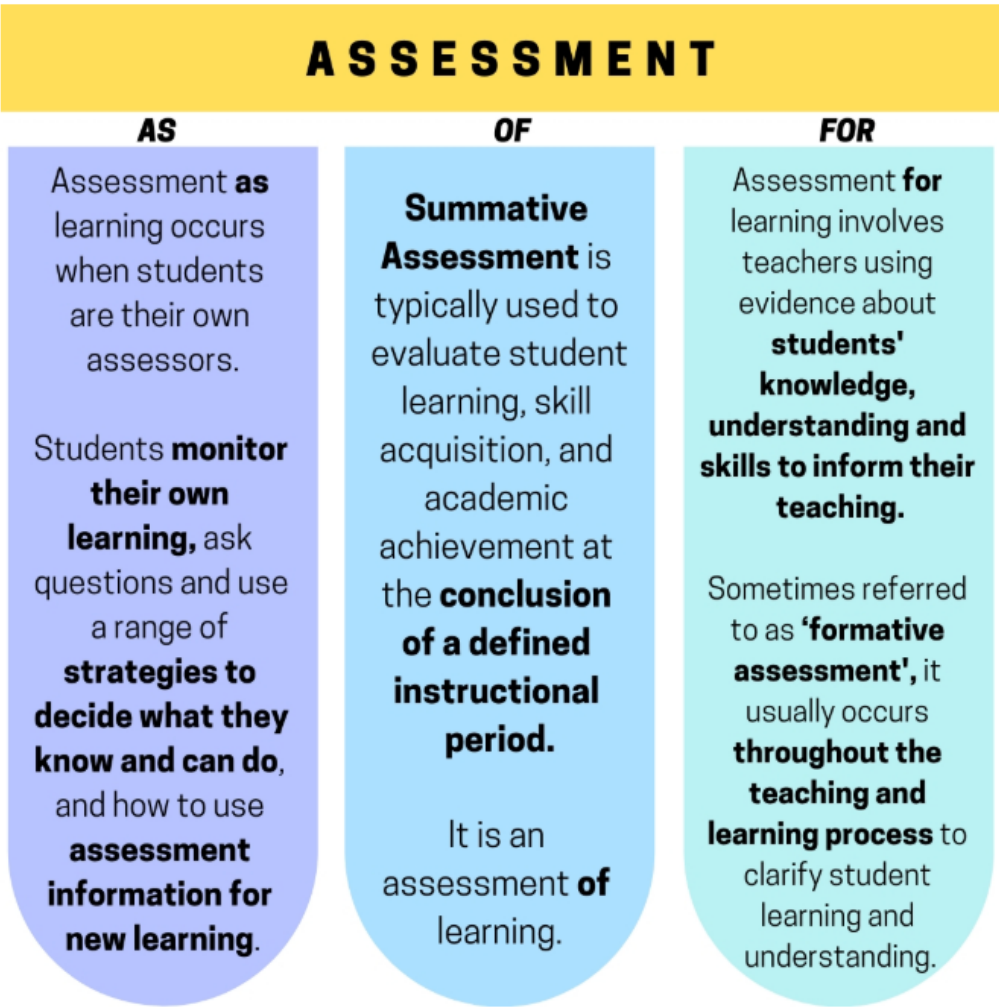 ASSESSMENT
AS
Assessment as
learning occurs
when students
are their own
assessors.
Students monitor
their own
learning, ask
questions and use
a range of
strategies to
decide what they
know and can do,
and how to use
assessment
information for
new learning.
OF
Summative
Assessment is
typically used to
evaluate student
learning, skill
acquisition, and
academic
achievement at
the conclusion
of a defined
instructional
period.
It is an
assessment of
learning.
FOR
Assessment for
learning involves
teachers using
evidence about
students'
knowledge,
understanding and
skills to inform their
teaching.
Sometimes referred
to as ‘formative
assessment', it
usually occurs
throughout the
teaching and
learning process to
clarify student
learning and
understanding.